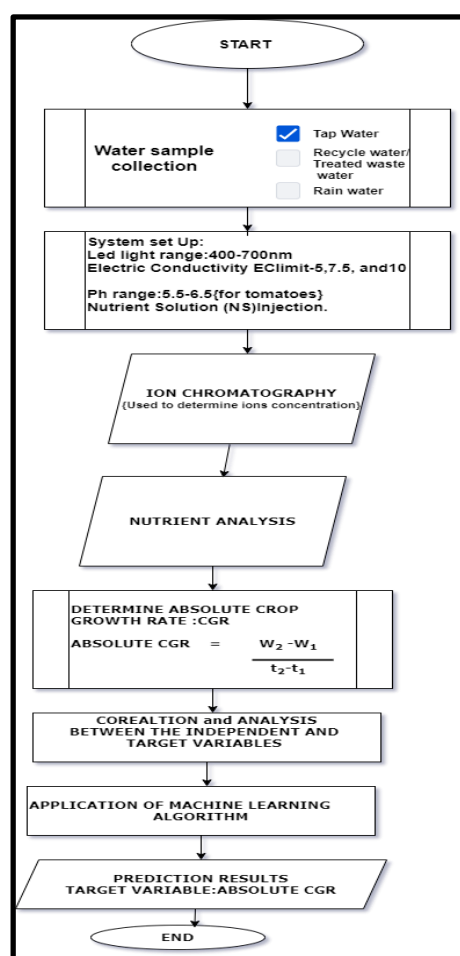 START
Water sample
collection
Tap Water
Recycle water/
Treated waste
water
Rain water
System set Up:
Led light range:400-700nm
Electric Conductivity EClimit-5,7.5, and10
Ph range:5.5-6.5{for tomatoes}
Nutrient Solution (NS)Injection.
ION CHROMATOGRAPHY
{Used to determine ions concentration}
NUTRIENT ANALYSIS
DETERMINE ABSOLUTE CROP
GROWTH RATE :CGR
ABSOLUTE CGR = W₂ -W₁
t₂-t₁
COREALTION and ANALYSIS
BETWEEN THE INDEPENDENT AND
TARGET VARIABLES
APPLICATION OF MACHINE LEARNING
ALGORITHM
PREDICTION RESULTS
TARGET VARIABLE:ABSOLUTE CGR
END